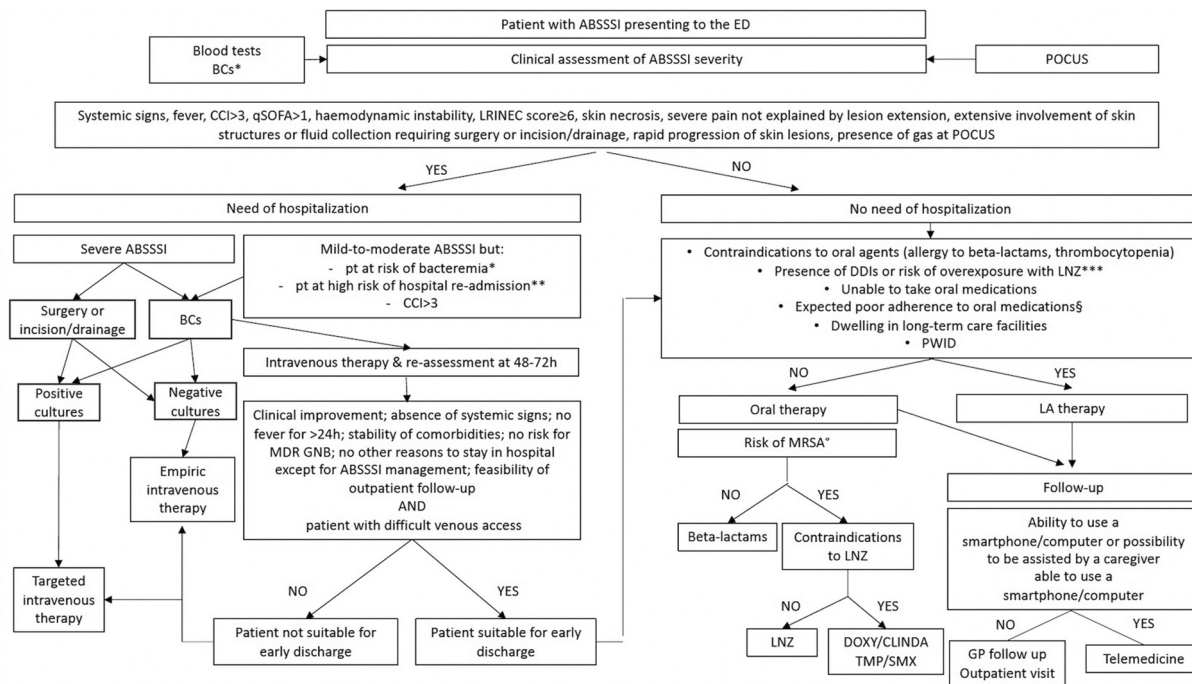 Patient with ABSSSI presenting to the ED
Blood tests
BCs*
Clinical assessment of ABSSSI severity
POCUS
Systemic signs, fever, CCI>3, qSOFA>1, haemodynamic instability, LRINEC score≥6, skin necrosis, severe pain not explained by lesion extension, extensive involvement of skin
structures or fluid collection requiring surgery or incision/drainage, rapid progression of skin lesions, presence of gas at POCUS
YES
NO
Need of hospitalization
Severe ABSSSI
Mild-to-moderate ABSSSI but:
- pt at risk of bacteremia*
- pt at high risk of hospital re-admission**
- CCI>3
Surgery or
incision/drainage
BCs
Intravenous therapy & re-assessment at 48-72h
Positive
cultures
Negative
cultures
Clinical improvement; absence of systemic signs; no
fever for >24h; stability of comorbidities; no risk for
MDR GNB; no other reasons to stay in hospital
except for ABSSSI management; feasibility of
outpatient follow-up
AND
patient with difficult venous access
Empiric
intravenous
therapy
Targeted
intravenous
therapy
NO
YES
Patient not suitable for
early discharge
Patient suitable for early
discharge
No need of hospitalization
• Contraindications to oral agents (allergy to beta-lactams, thrombocytopenia)
• Presence of DDIs or risk of overexposure with LNZ***
• Unable to take oral medications
• Expected poor adherence to oral medications§
• Dwelling in long-term care facilities
• PWID
NO
YES
Oral therapy
LA therapy
Risk of MRSA°
NO
YES
Beta-lactams
Contraindications
to LNZ
NO
YES
LNZ
DOXY/CLINDA
TMP/SMX
Follow-up
Ability to use a
smartphone/computer or possibility
to be assisted by a caregiver
able to use a
smartphone/computer
NO
YES
GP follow up
Outpatient visit
Telemedicine